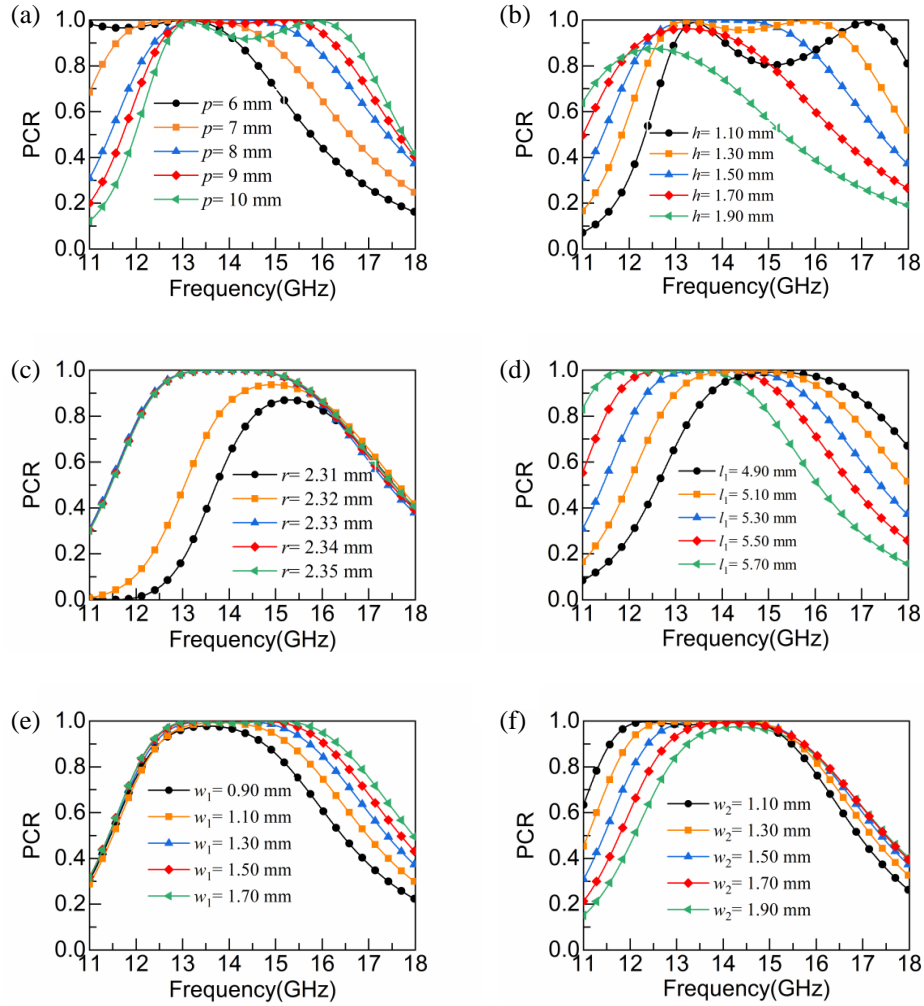 (a)
1.0
0.8
0.6
0.4
0.2
0.0
PCR
p= 6 mm
p= 7 mm
p= 8 mm
p= 9 mm
p= 10 mm
11 12 13 14 15 16 17 18
Frequency(GHz)
(b)
1.0
0.8
0.6
0.4
0.2
0.0
PCR
h= 1.10 mm
h= 1.30 mm
h= 1.50 mm
h= 1.70 mm
h= 1.90 mm
11 12 13 14 15 16 17 18
Frequency(GHz)
(c)
1.0
0.8
0.6
0.4
0.2
0.0
PCR
r= 2.31 mm
r= 2.32 mm
r= 2.33 mm
r= 2.34 mm
r= 2.35 mm
11 12 13 14 15 16 17 18
Frequency(GHz)
(d)
1.0
0.8
0.6
0.4
0.2
0.0
PCR
l₁= 4.90 mm
l₁= 5.10 mm
l₁= 5.30 mm
l₁= 5.50 mm
l₁= 5.70 mm
11 12 13 14 15 16 17 18
Frequency(GHz)
(e)
1.0
0.8
0.6
0.4
0.2
0.0
PCR
w₁= 0.90 mm
w₁= 1.10 mm
w₁= 1.30 mm
w₁= 1.50 mm
w₁= 1.70 mm
11 12 13 14 15 16 17 18
Frequency(GHz)
(f)
1.0
0.8
0.6
0.4
0.2
0.0
PCR
w₂= 1.10 mm
w₂= 1.30 mm
w₂= 1.50 mm
w₂= 1.70 mm
w₂= 1.90 mm
11 12 13 14 15 16 17 18
Frequency(GHz)